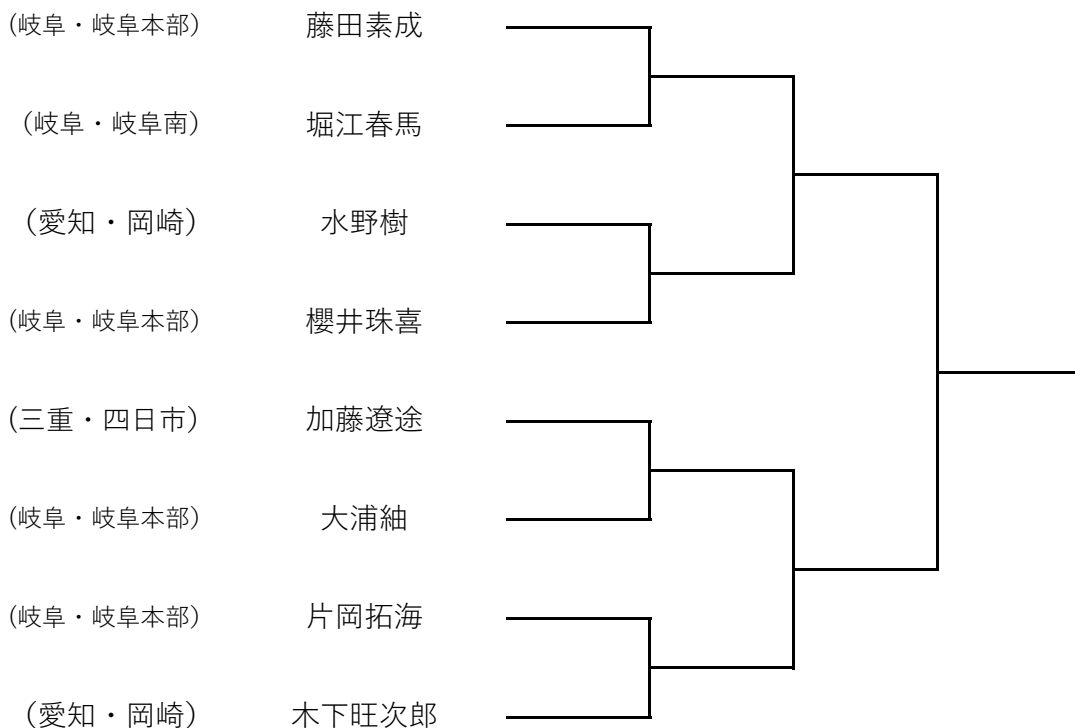 (岐阜・岐阜本部) 藤田素成
(岐阜・岐阜南) 堀江春馬
(愛知・岡崎) 水野樹
(岐阜・岐阜本部) 櫻井珠喜
(三重・四日市) 加藤遼途
(岐阜・岐阜本部) 大浦紬
(岐阜・岐阜本部) 片岡拓海
(愛知・岡崎) 木下旺次郎